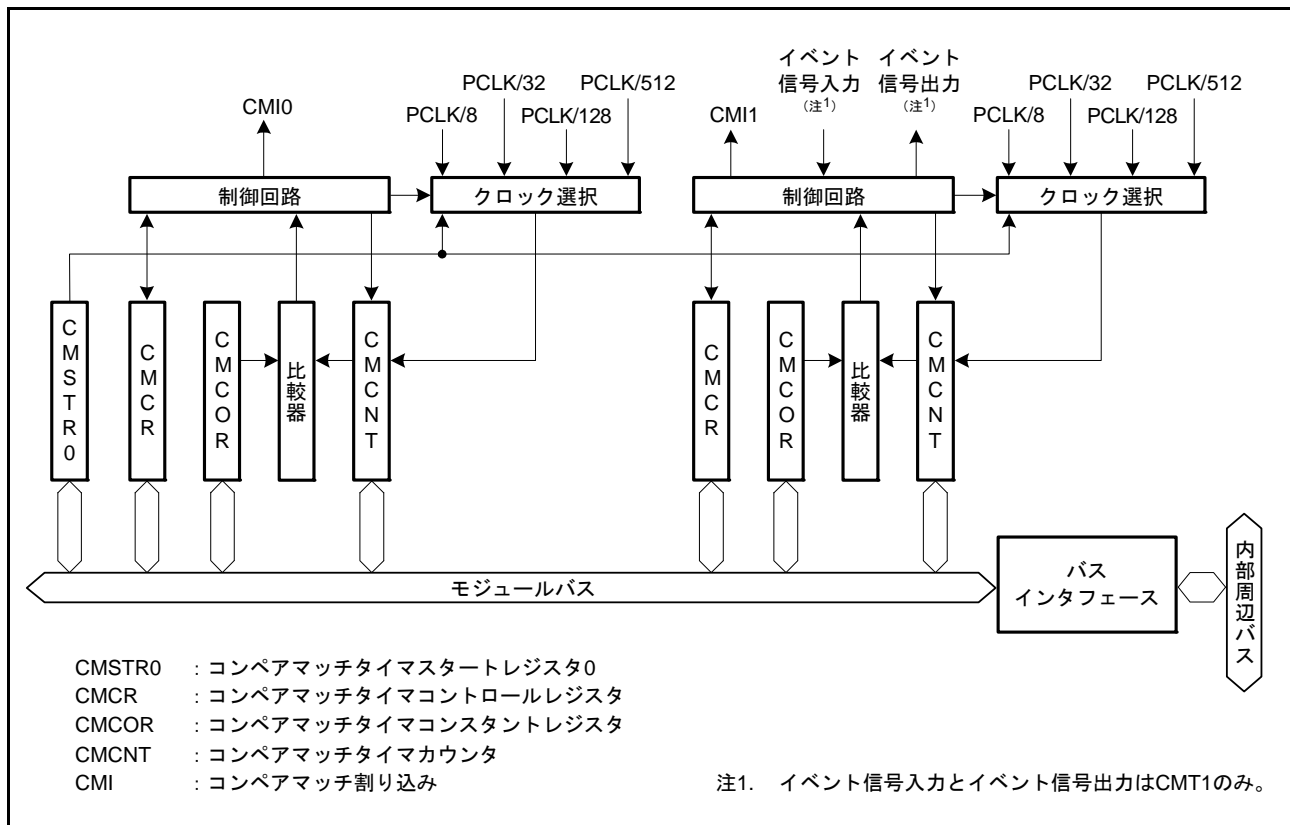 CMI0
PCLK/8
PCLK/32
PCLK/128
PCLK/512
CMI1
イベント
信号入力
(注1)
イベント
信号出力
(注1)
PCLK/8
PCLK/32
PCLK/128
PCLK/512
制御回路
クロック選択
制御回路
クロック選択
CMSTR0
CMCR
CMCOR
比較器
CMCNT
CMCR
CMCOR
比較器
CMCNT
モジュールバス
バス
インタフェース
内部周辺バス
CMSTR0 : コンペアマッチタイマスタートレジスタ0
CMCR : コンペアマッチタイマコントロールレジスタ
CMCOR : コンペアマッチタイマコンスタントレジスタ
CMCNT : コンペアマッチタイマカウンタ
CMI : コンペアマッチ割り込み
注1. イベント信号入力とイベント信号出力はCMT1のみ。